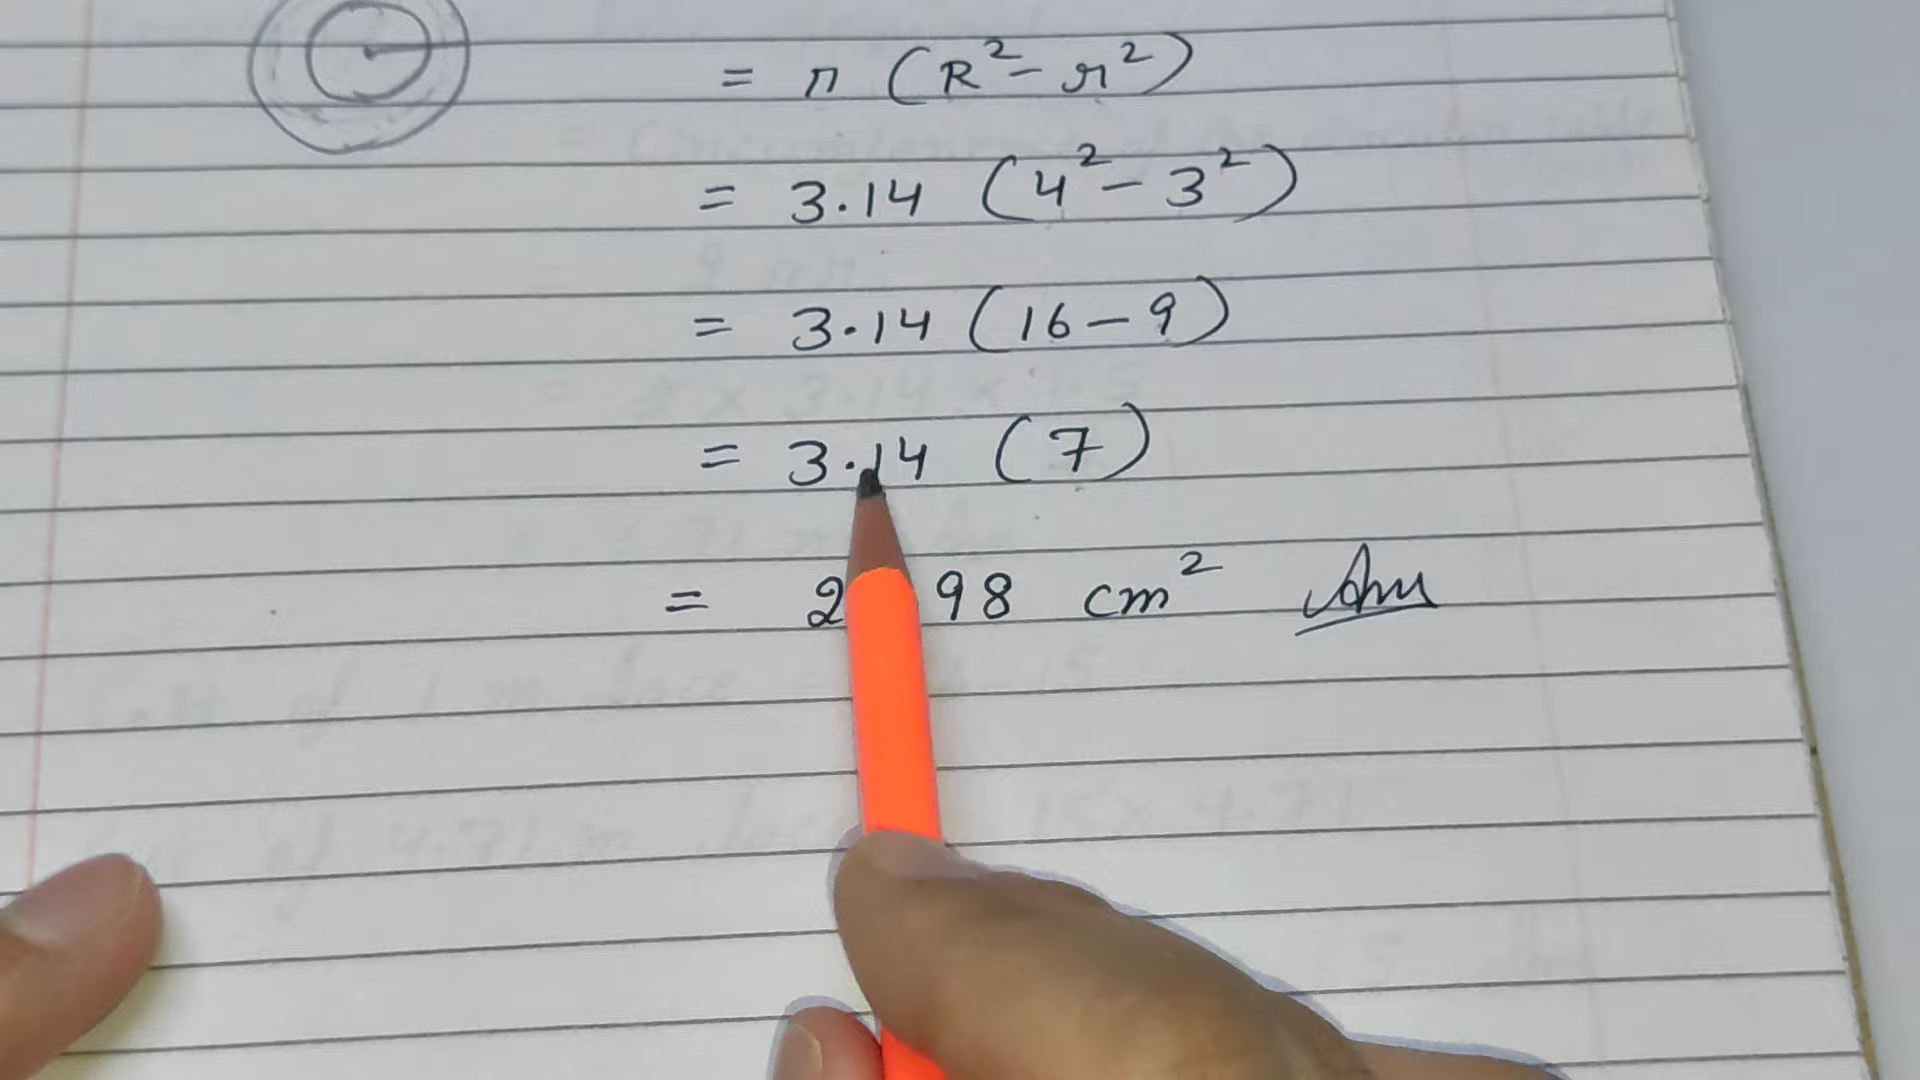 = π (R² - r²)
= 3.14 (4² - 3²)
= 3.14 (16 - 9)
= 3.14 (7)
= 2 98 cm² Ans